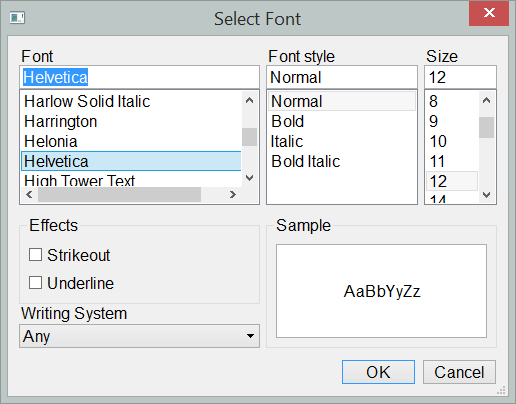 Select Font
Font
Font style
Size
Helvetica
Normal
12
Harlow Solid Italic
Harrington
Helonia
Helvetica
High Tower Text
Normal
Bold
Italic
Bold Italic
8
9
10
11
12
14
Effects
Strikeout
Underline
Sample
AaBbYyZz
Writing System
Any
OK
Cancel